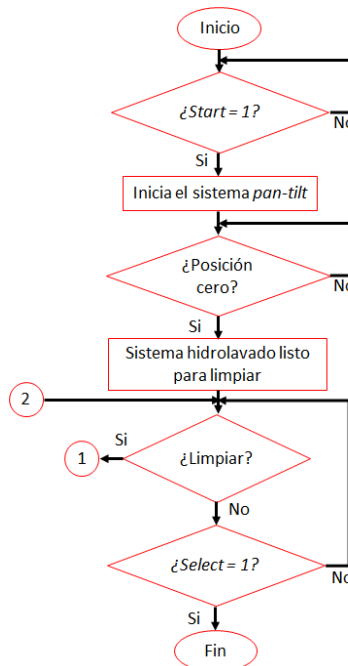 Inicio
¿Start = 1?
No
Si
Inicia el sistema pan-tilt
¿Posición
cero?
No
Si
Sistema hidrolavado listo
para limpiar
2
Si
1
¿Limpiar?
No
¿Select = 1?
No
Si
Fin